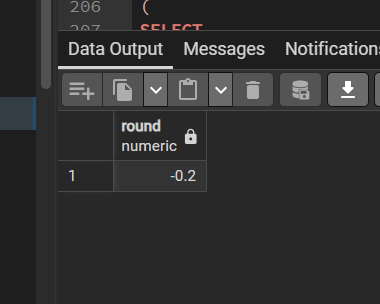 206 (
207 SELECT
Data Output Messages Notifications
round
numeric
1 -0.2